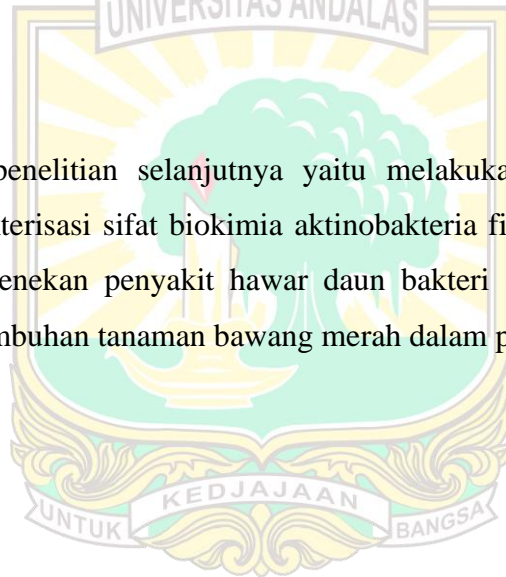 UNIVERSITAS ANDALAS
penelitian selanjutnya yaitu melakuka
kterisasi sifat biokimia aktinobakteria fi
enekan penyakit hawar daun bakteri
mbuhan tanaman bawang merah dalam p
UNTUK KEDJAJAAN BANGSA